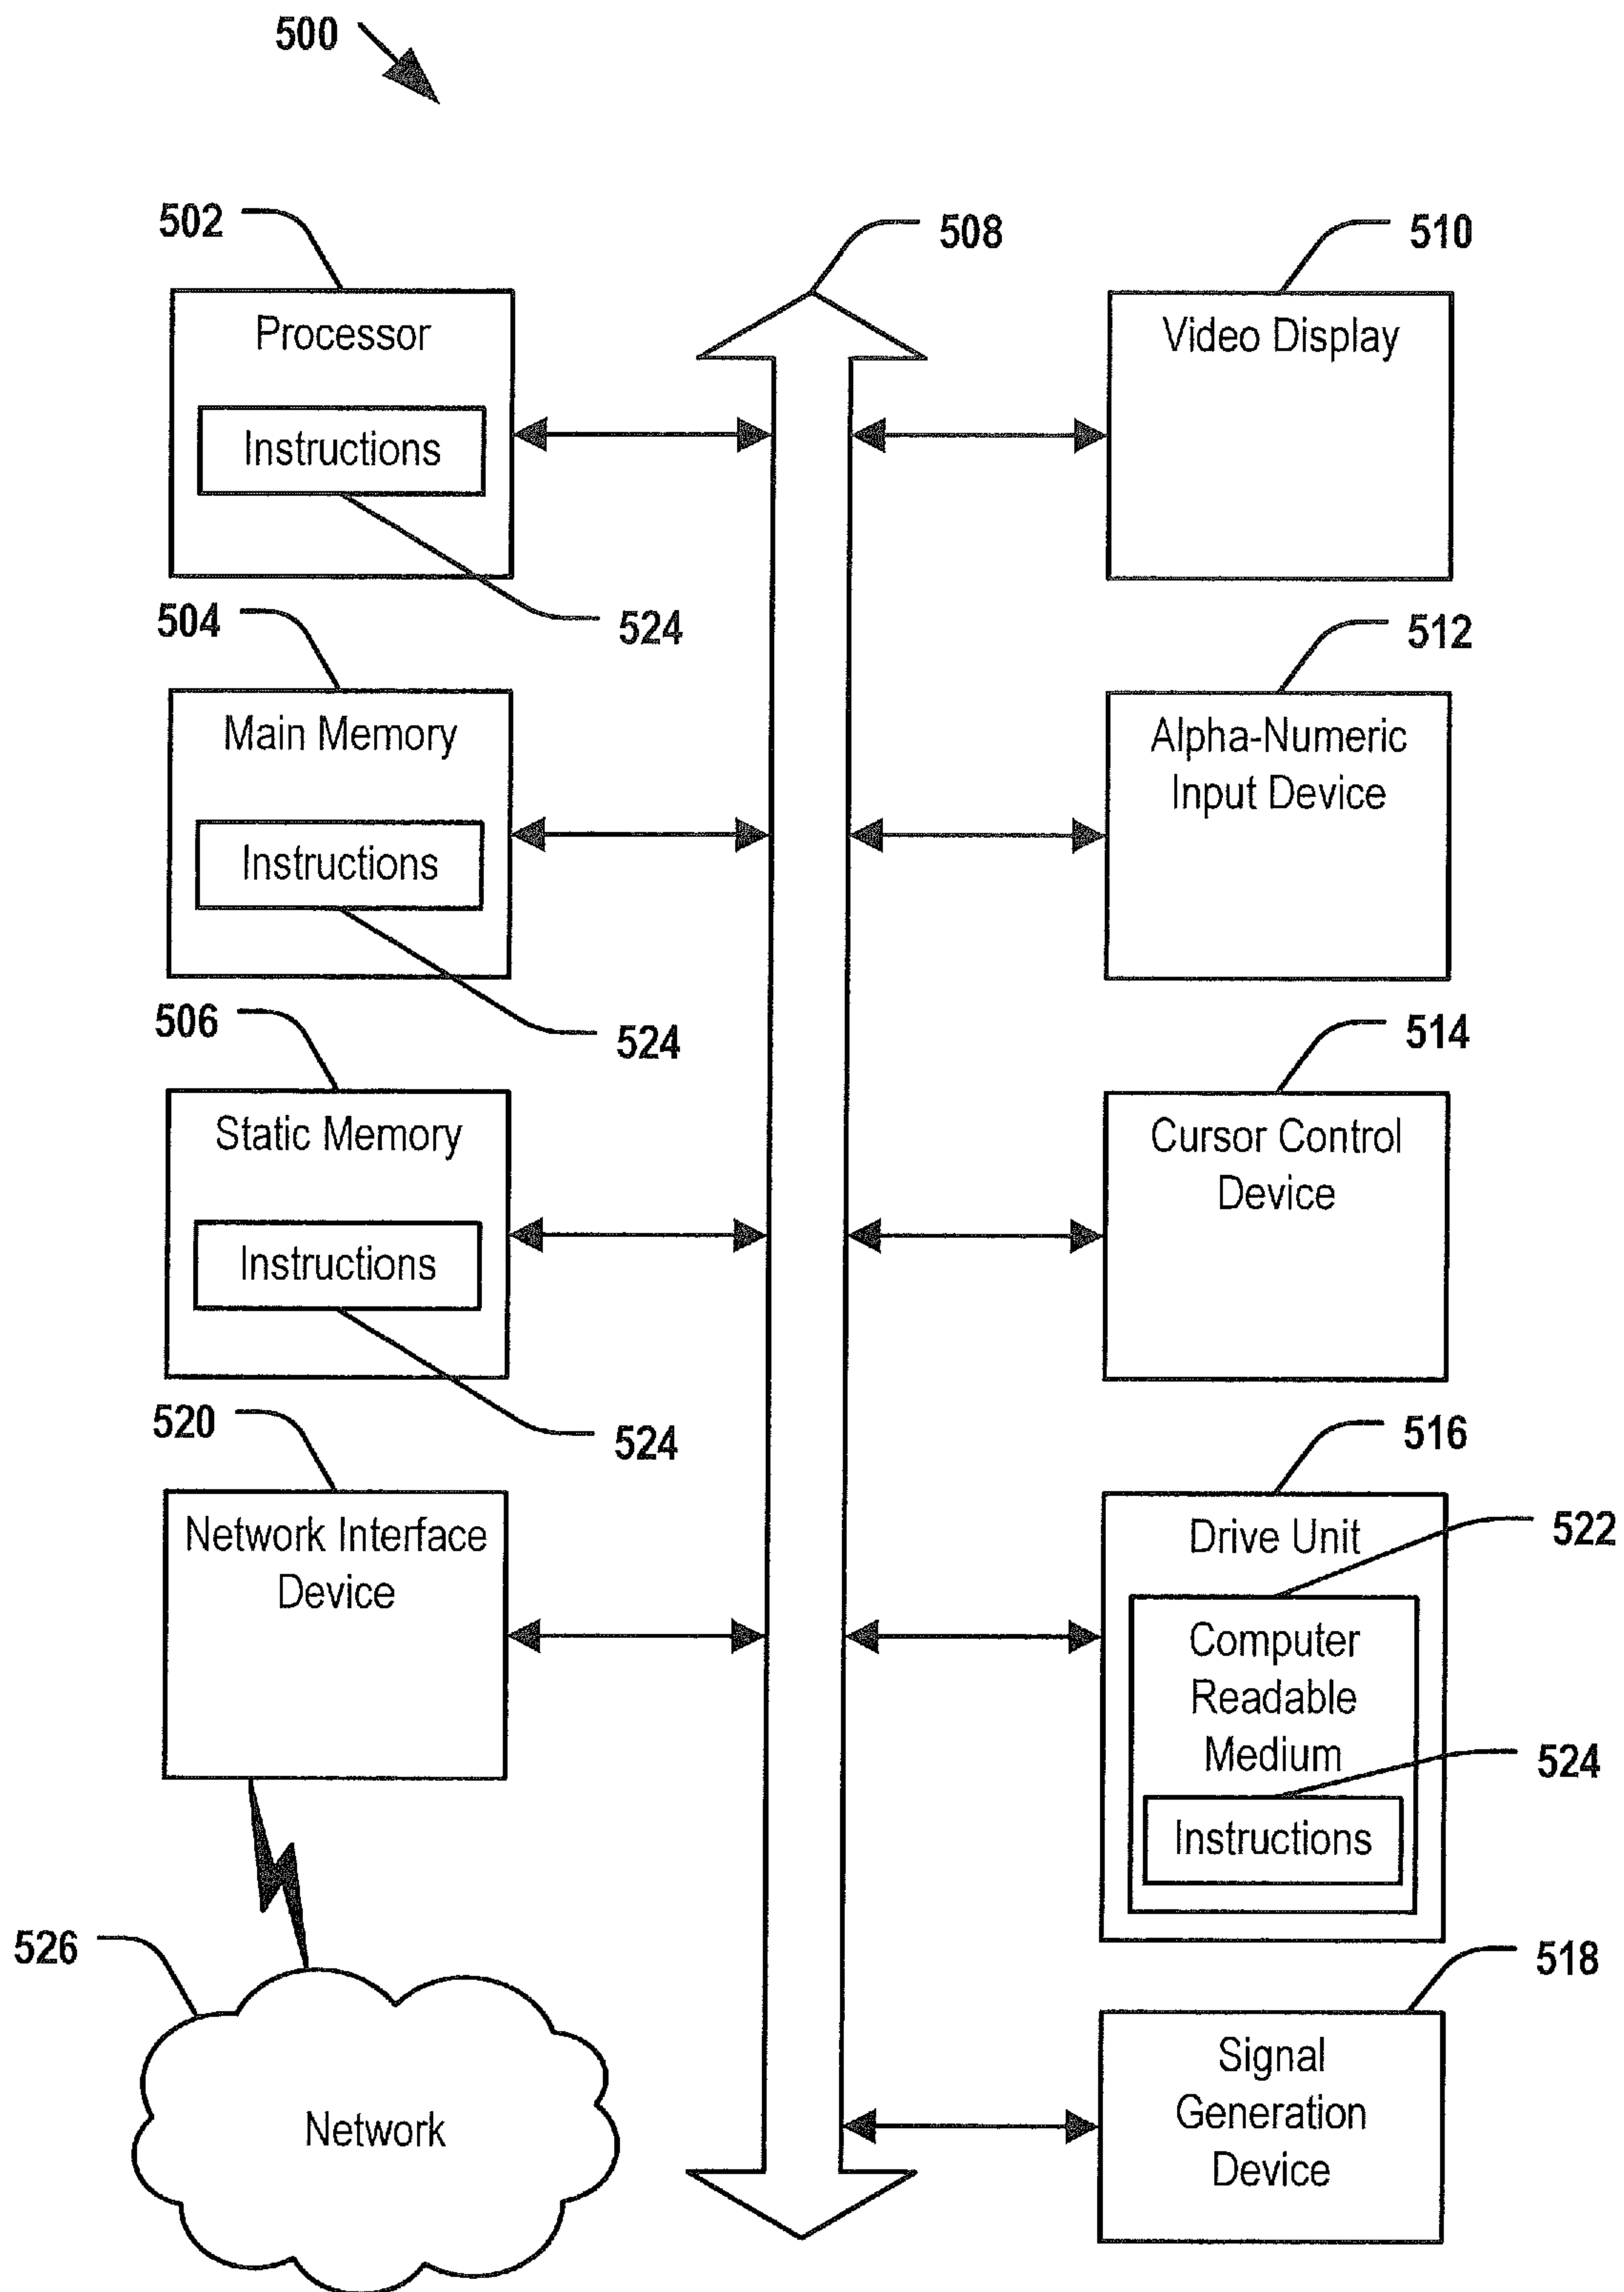 500
502
508
510
Processor
Instructions
Video Display
524
504
512
Main Memory
Instructions
Alpha-Numeric
Input Device
524
506
514
Static Memory
Instructions
Cursor Control
Device
524
520
516
Network Interface
Device
Drive Unit
522
Computer
Readable
Medium
524
Instructions
526
518
Network
Signal
Generation
Device